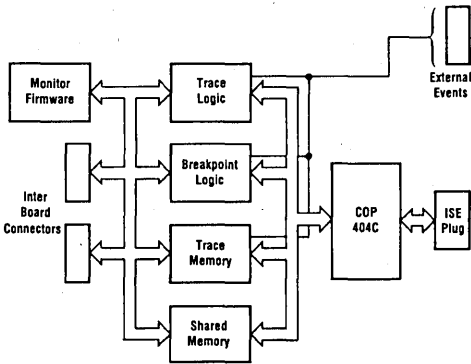 Monitor
Firmware
Trace
Logic
External
Events
Breakpoint
Logic
Inter
Board
Connectors
COP
404C
ISE
Plug
Trace
Memory
Shared
Memory